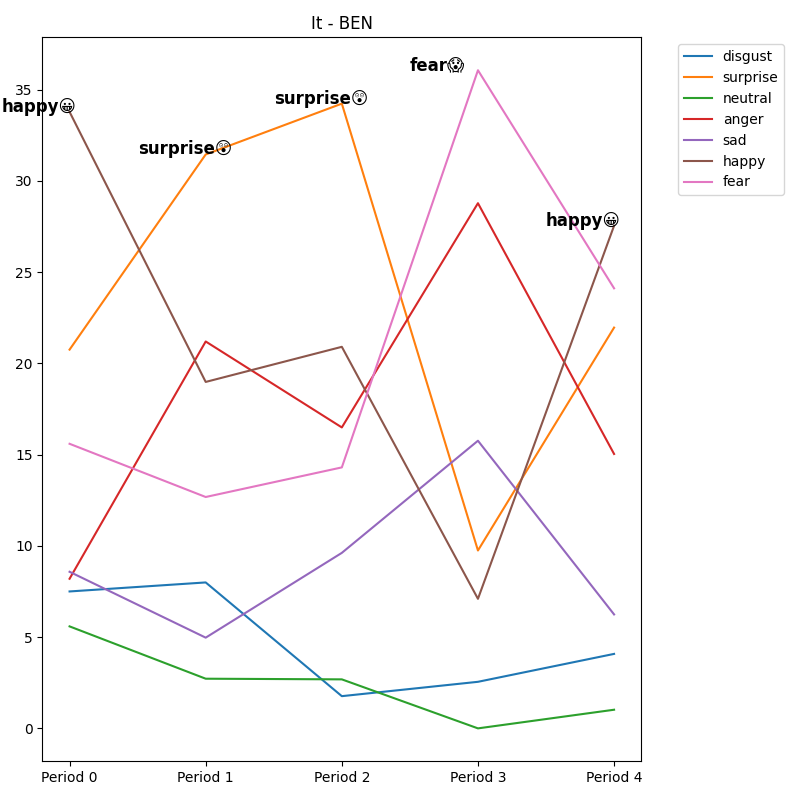 It - BEN
35
30
25
20
15
10
5
0
happy😀
surprise😲
surprise😲
fear😱
happy😀
Period 0
Period 1
Period 2
Period 3
Period 4
disgust
surprise
neutral
anger
sad
happy
fear